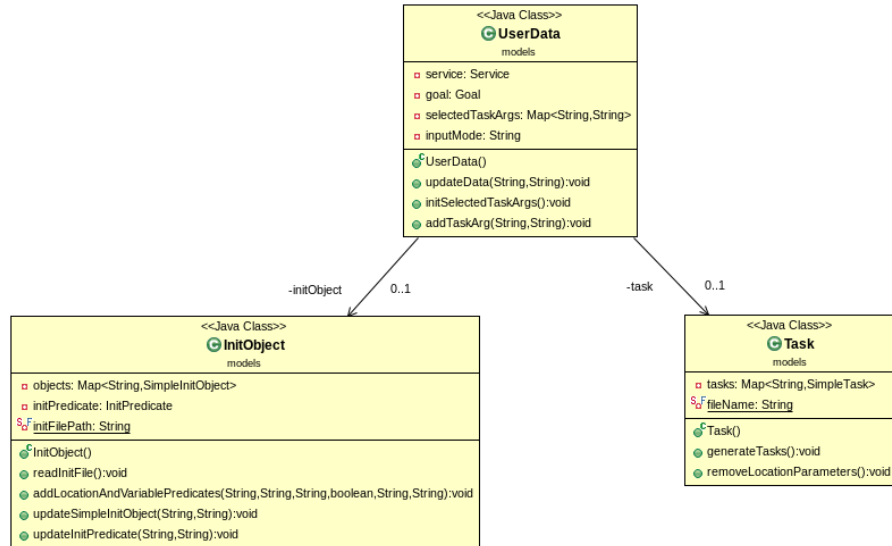 <<Java Class>>
UserData
models
service: Service
goal: Goal
selectedTaskArgs: Map<String,String>
inputMode: String
UserData()
updateData(String,String):void
initSelectedTaskArgs():void
addTaskArg(String,String):void
-initObject 0..1
-task 0..1
<<Java Class>>
InitObject
models
objects: Map<String,SimpleInitObject>
initPredicate: InitPredicate
initFilePath: String
InitObject()
readInitFile():void
addLocationAndVariablePredicates(String,String,String,boolean,String,String):void
updateSimpleInitObject(String,String):void
updateInitPredicate(String,String):void
<<Java Class>>
Task
models
tasks: Map<String,SimpleTask>
fileName: String
Task()
generateTasks():void
removeLocationParameters():void